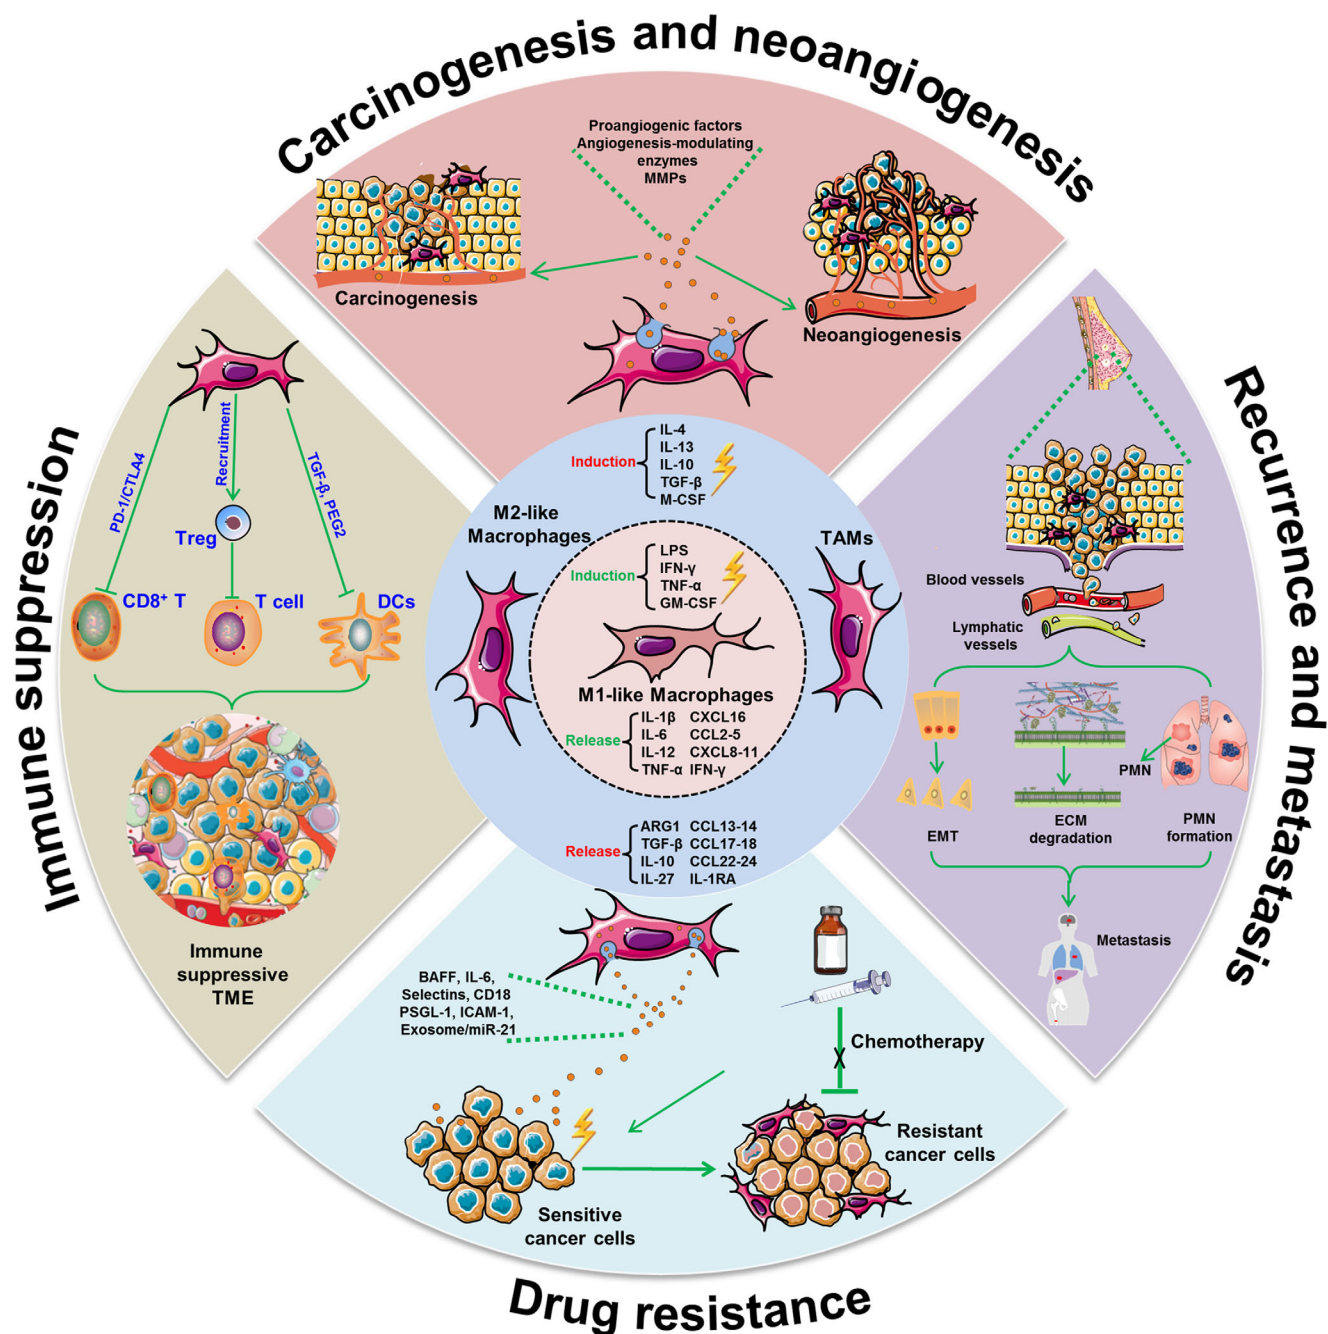 Carcinogenesis and neoangiogenesis
Proangiogenic factors
Angiogenesis-modulating
enzymes
MMPs
Carcinogenesis
Neoangiogenesis
Immune suppression
PD-1/CTLA4
Recruitment
TGF-β, PEG2
Treg
CD8⁺ T
T cell
DCs
Immune
suppressive
TME
Induction
IL-4
IL-13
IL-10
TGF-β
M-CSF
M2-like
Macrophages
TAMs
Induction
LPS
IFN-γ
TNF-α
GM-CSF
M1-like Macrophages
Release
IL-1β CXCL16
IL-6 CCL2-5
IL-12 CXCL8-11
TNF-α IFN-γ
Release
ARG1 CCL13-14
TGF-β CCL17-18
IL-10 CCL22-24
IL-27 IL-1RA
Recurrence and metastasis
Blood vessels
Lymphatic
vessels
PMN
EMT
ECM
degradation
PMN
formation
Metastasis
BAFF, IL-6,
Selectins, CD18
PSGL-1, ICAM-1,
Exosome/miR-21
Chemotherapy
Resistant
cancer cells
Sensitive
cancer cells
Drug resistance